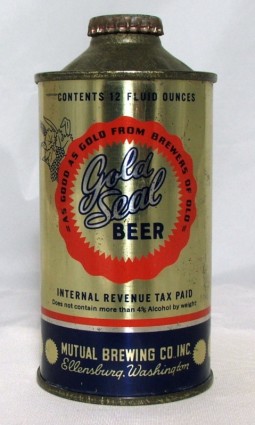 CONTENTS 12 FLUID OUNCES
"AS GOOD AS GOLD FROM BREWERS OF OLD"
Gold
Seal
BEER
INTERNAL REVENUE TAX PAID
Does not contain more than 4% Alcohol by weight
MUTUAL BREWING CO. INC
Ellensburg, Washington